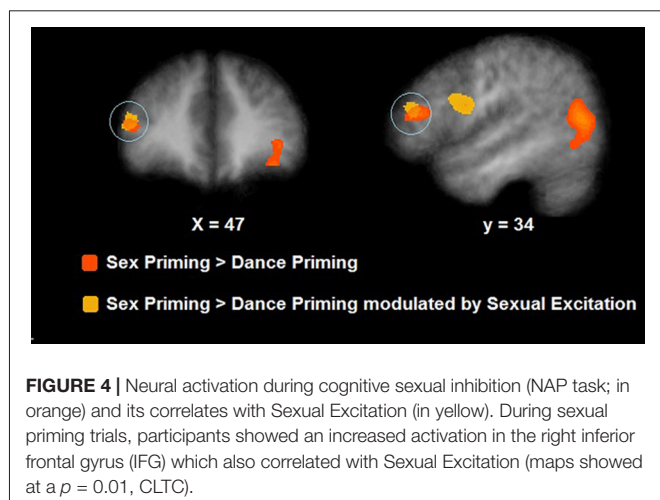 X = 47
y = 34
Sex Priming > Dance Priming
Sex Priming > Dance Priming modulated by Sexual Excitation
FIGURE 4 | Neural activation during cognitive sexual inhibition (NAP task; in
orange) and its correlates with Sexual Excitation (in yellow). During sexual
priming trials, participants showed an increased activation in the right inferior
frontal gyrus (IFG) which also correlated with Sexual Excitation (maps showed
at a p = 0.01, CLTC).